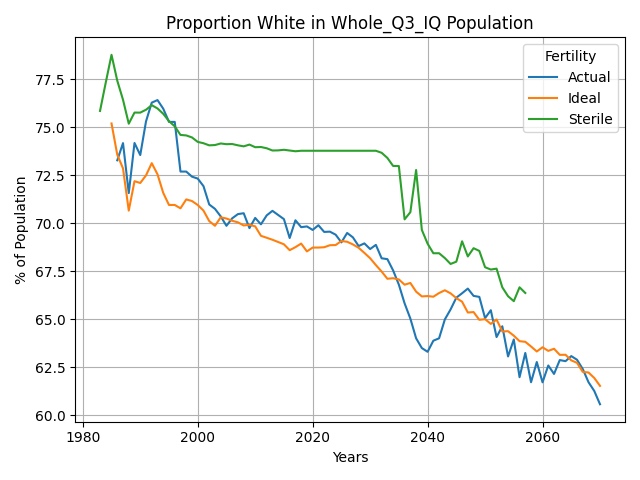 Proportion White in Whole_Q3_IQ Population
Fertility
Actual
Ideal
Sterile
% of Population
77.5
75.0
72.5
70.0
67.5
65.0
62.5
60.0
1980
2000
2020
2040
2060
Years